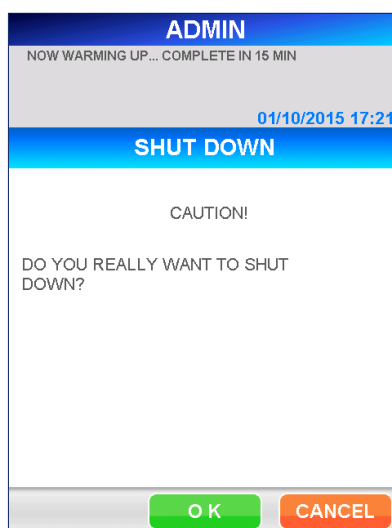 ADMIN
NOW WARMING UP... COMPLETE IN 15 MIN
01/10/2015 17:21
SHUT DOWN
CAUTION!
DO YOU REALLY WANT TO SHUT
DOWN?
O K
CANCEL